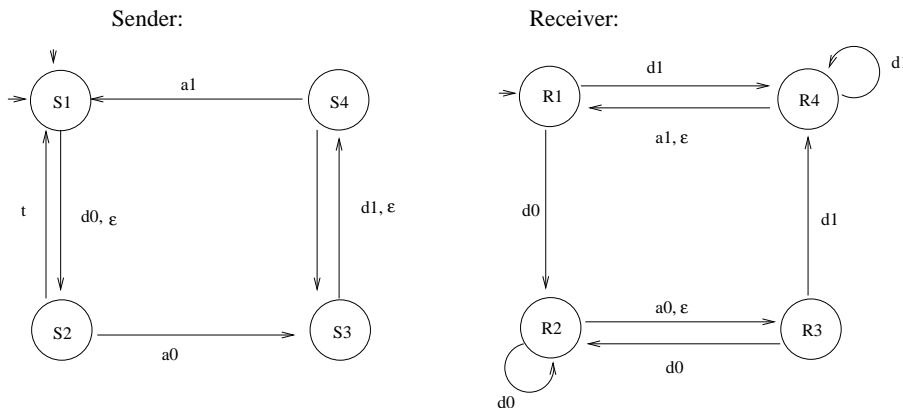 Sender:
Receiver:
S1
a1
S4
R1
d1
R4
d1
a1, ε
t
d0, ε
d1, ε
d0
d1
S2
a0
S3
R2
a0, ε
R3
d0
d0